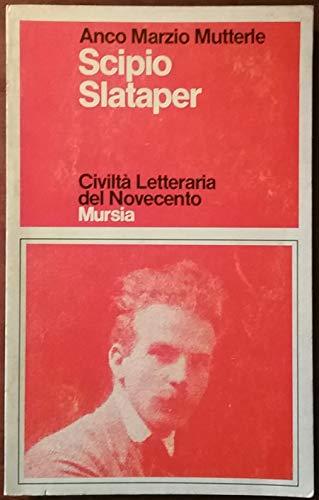 Anco Marzio Mutterle
Scipio
Slataper
Civiltà Letteraria
del Novecento
Mursia